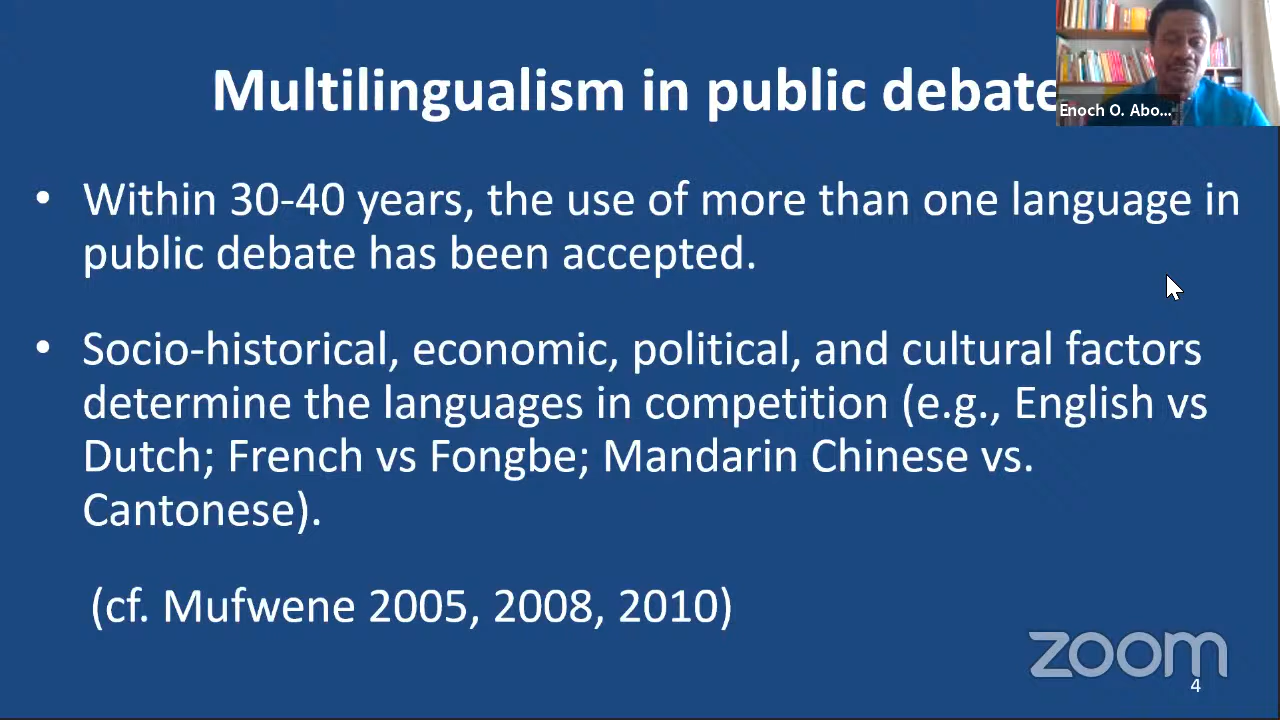 Multilingualism in public debate
Enoch O. Abo...
• Within 30-40 years, the use of more than one language in
public debate has been accepted.
• Socio-historical, economic, political, and cultural factors
determine the languages in competition (e.g., English vs
Dutch; French vs Fongbe; Mandarin Chinese vs.
Cantonese).
(cf. Mufwene 2005, 2008, 2010)
zoom
4